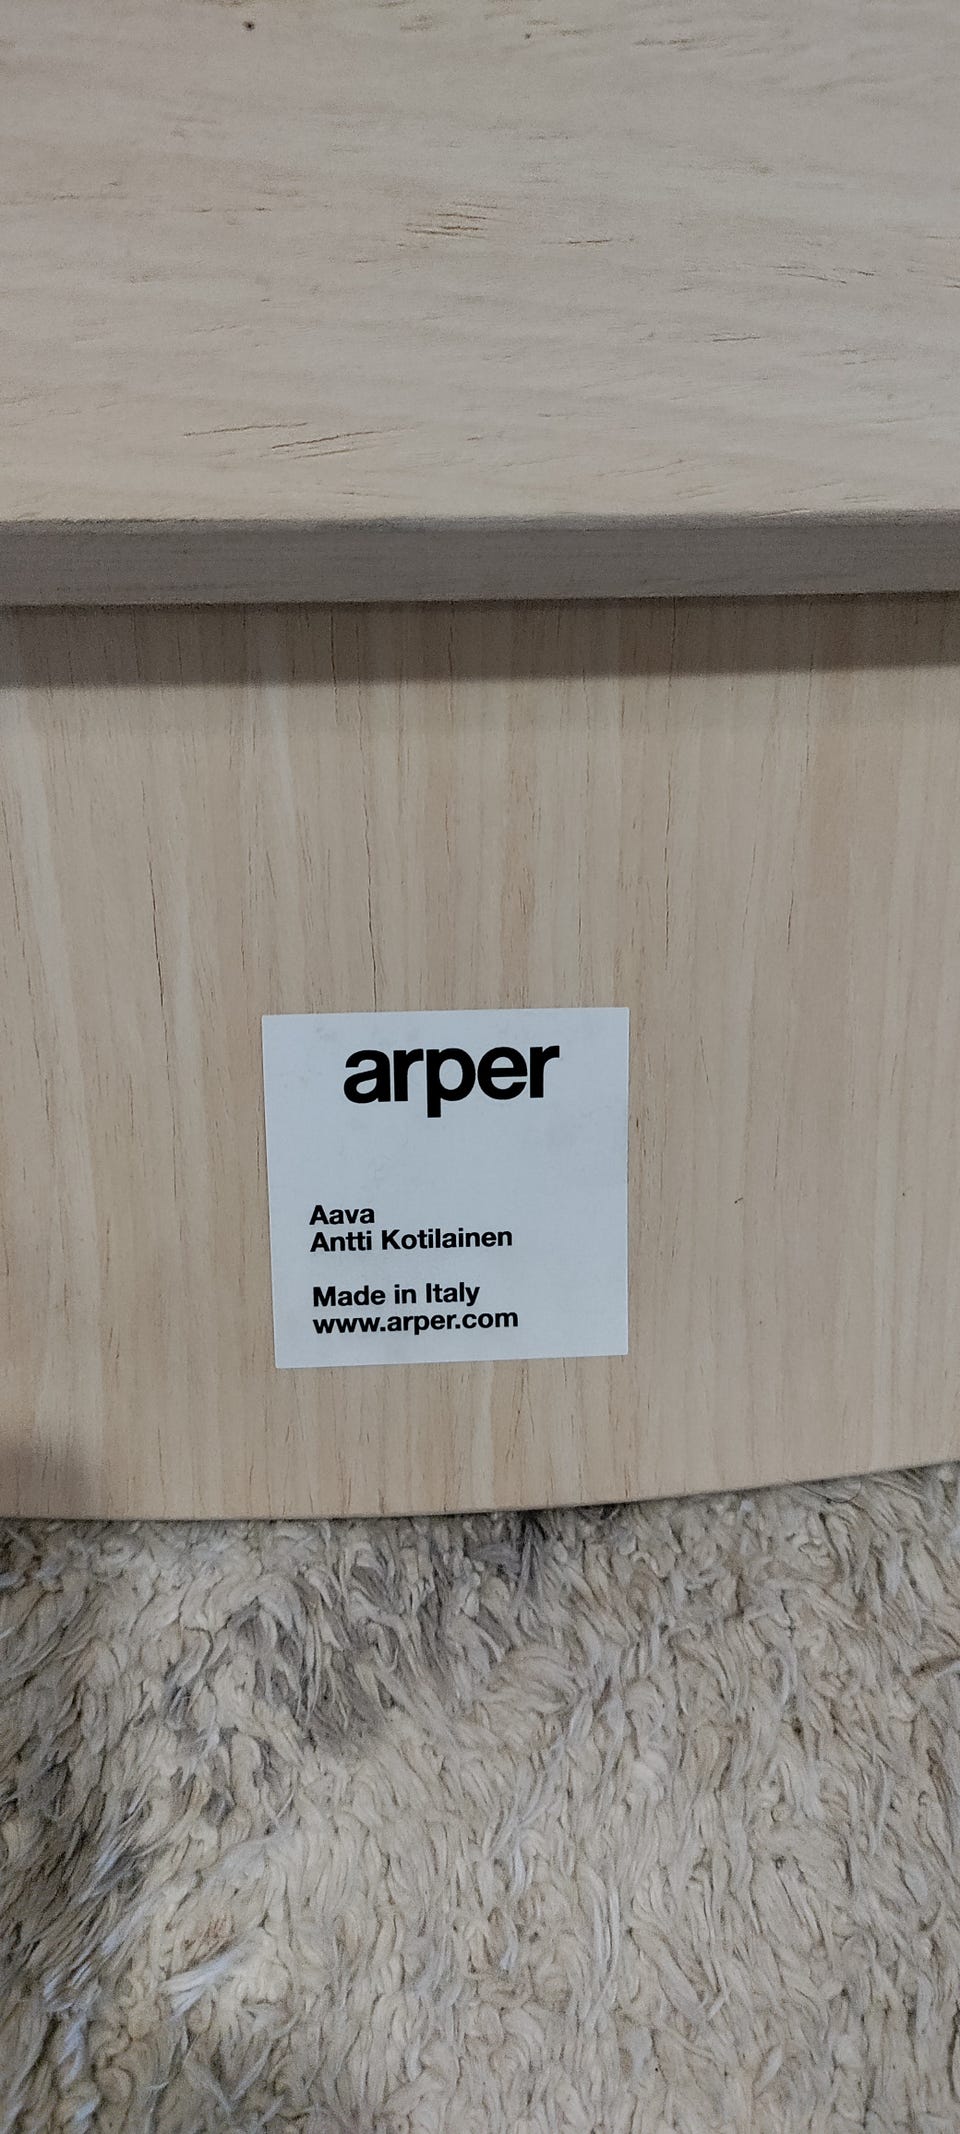 arper
Aava
Antti Kotilainen
Made in Italy
www.arper.com